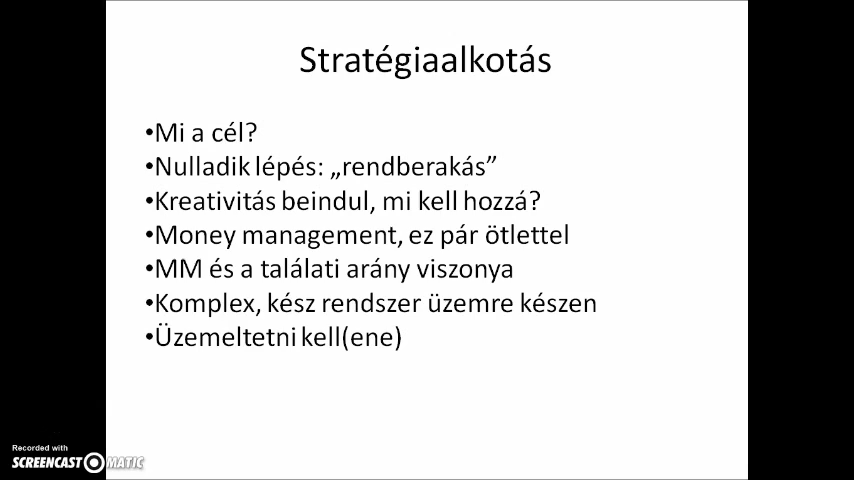 Stratégiaalkotás
•Mi a cél?
•Nulladik lépés: „rendberakás”
•Kreativitás beindul, mi kell hozzá?
•Money management, ez pár ötlettel
•MM és a találati arány viszonya
•Komplex, kész rendszer üzemre készen
•Üzemeltetni kell(ene)
Recorded with
SCREENCAST MATIC